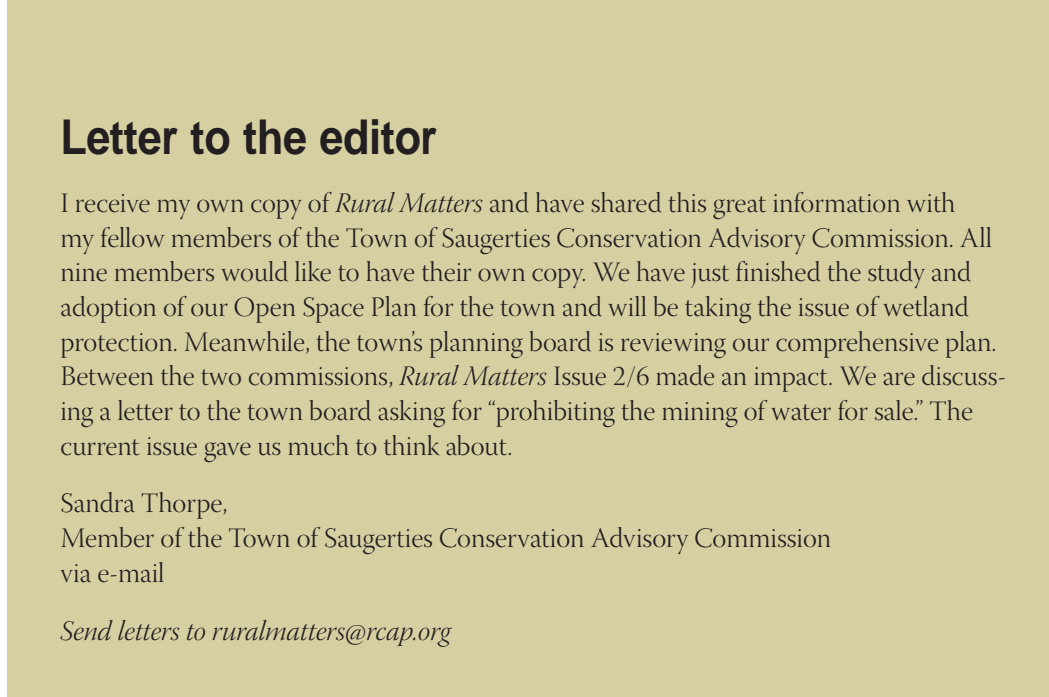 Letter to the editor
I receive my own copy of Rural Matters and have shared this great information with
my fellow members of the Town of Saugerties Conservation Advisory Commission. All
nine members would like to have their own copy. We have just finished the study and
adoption of our Open Space Plan for the town and will be taking the issue of wetland
protection. Meanwhile, the town’s planning board is reviewing our comprehensive plan.
Between the two commissions, Rural Matters Issue 2/6 made an impact. We are discuss-
ing a letter to the town board asking for “prohibiting the mining of water for sale.” The
current issue gave us much to think about.
Sandra Thorpe,
Member of the Town of Saugerties Conservation Advisory Commission
via e-mail
Send letters to ruralmatters@rcap.org